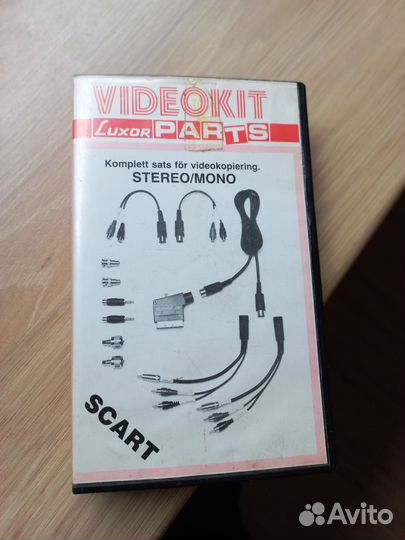 VIDEOKIT
LUXOR PARTS
Komplett sats för videokopiering.
STEREO/MONO
SCART
Avito